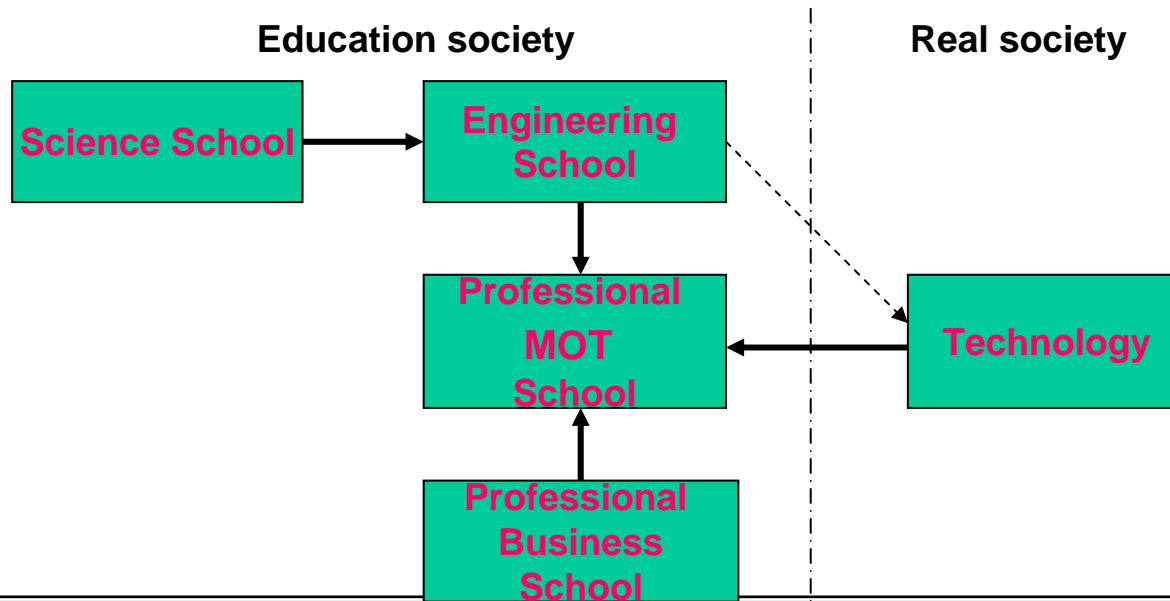 Education society
Real society
Science School
Engineering
School
Professional
MOT
School
Technology
Professional
Business
School